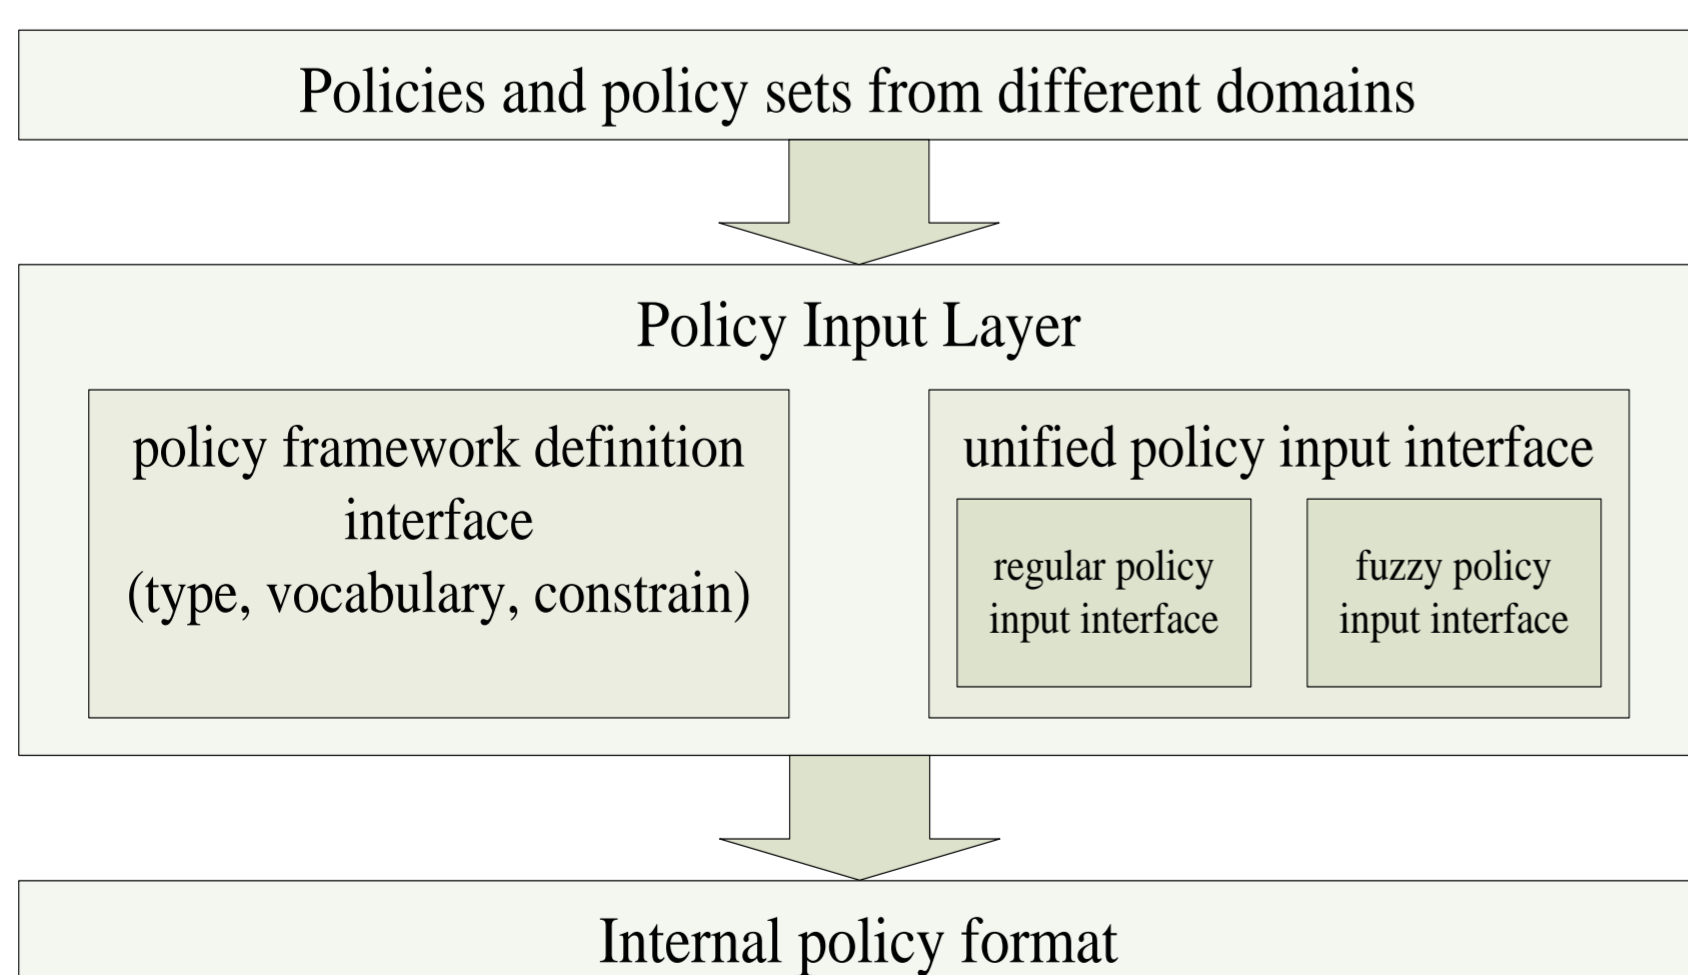 Policies and policy sets from different domains
Policy Input Layer
policy framework definition
interface
(type, vocabulary, constrain)
unified policy input interface
regular policy
input interface
fuzzy policy
input interface
Internal policy format